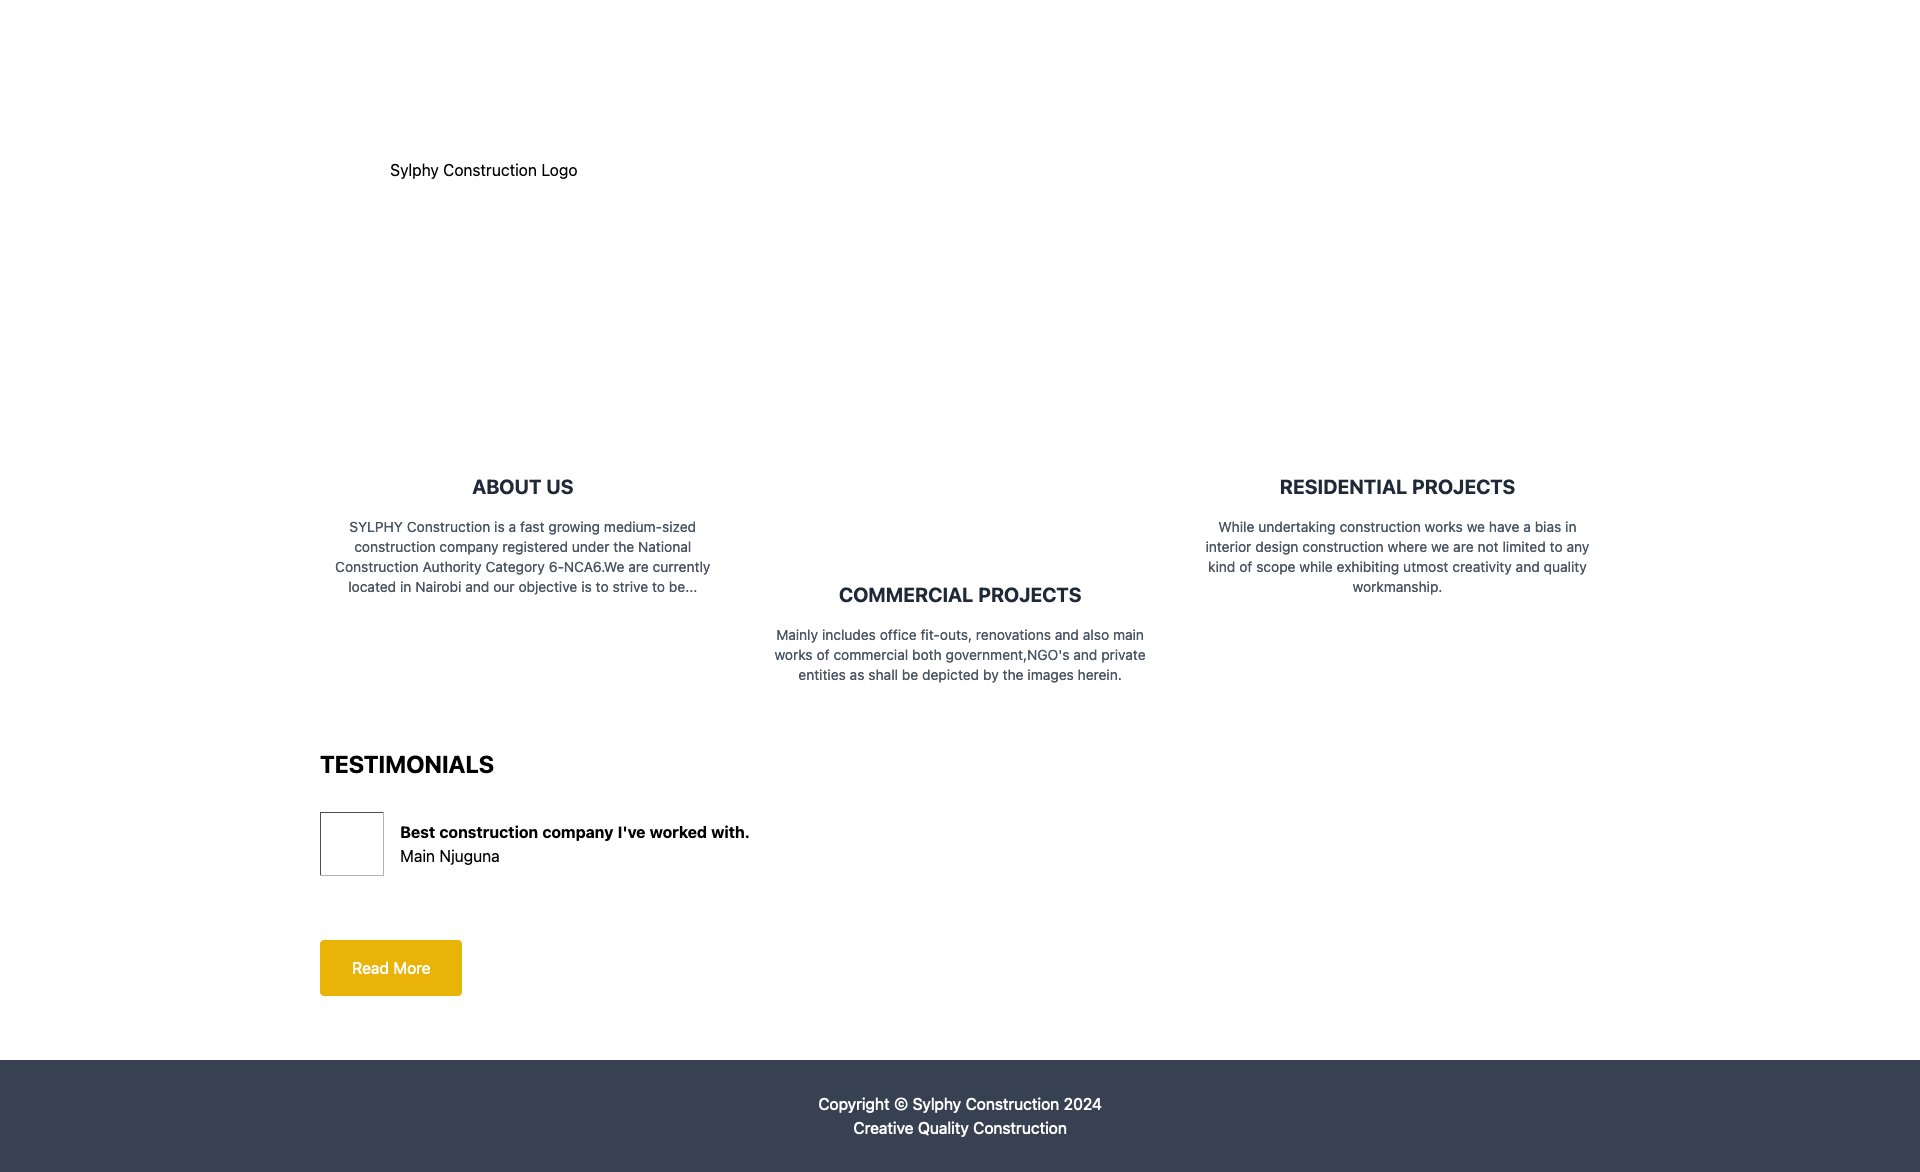 Sylphy Construction Logo
ABOUT US
SYLPHY Construction is a fast growing medium-sized
construction company registered under the National
Construction Authority Category 6-NCA6.We are currently
located in Nairobi and our objective is to strive to be...
COMMERCIAL PROJECTS
Mainly includes office fit-outs, renovations and also main
works of commercial both government,NGO's and private
entities as shall be depicted by the images herein.
RESIDENTIAL PROJECTS
While undertaking construction works we have a bias in
interior design construction where we are not limited to any
kind of scope while exhibiting utmost creativity and quality
workmanship.
TESTIMONIALS
Best construction company I've worked with.
Main Njuguna
Read More
Copyright © Sylphy Construction 2024
Creative Quality Construction